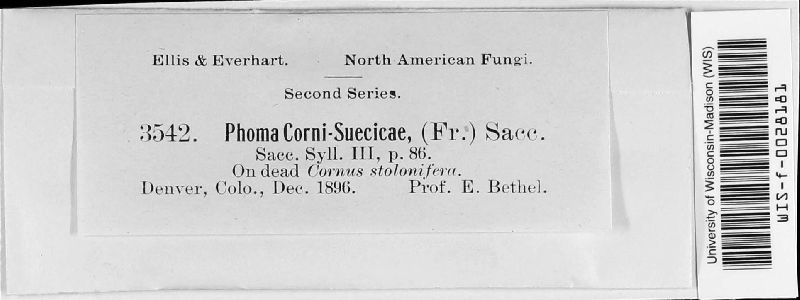 Ellis & Everhart. North American Fungi.
Second Series.
3542. Phoma Corni-Suecicae, (Fr.) Sacc.
Sacc. Syll. III, p. 86.
On dead Cornus stolonifera.
Denver, Colo., Dec. 1896. Prof. E. Bethel.
University of Wisconsin-Madison (WIS)
WIS-f-0028181